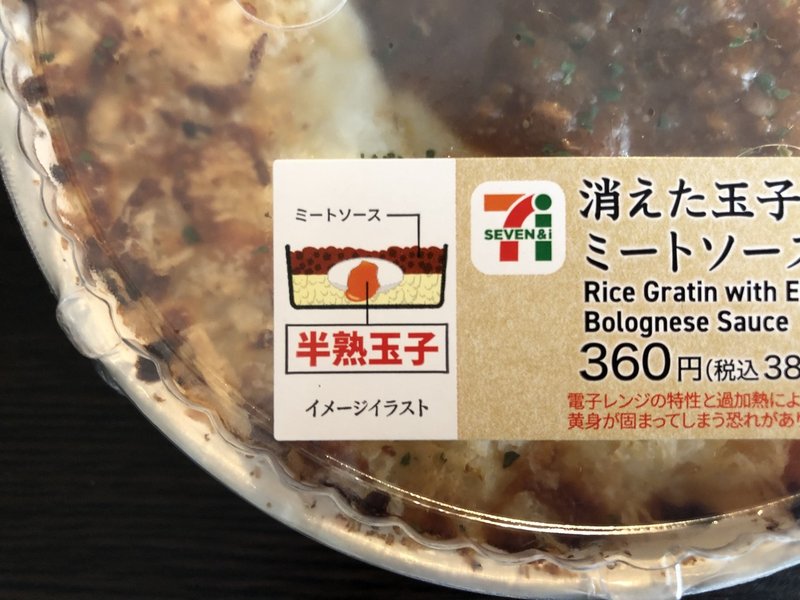 ミートソース
半熟玉子
イメージイラスト
SEVEN&i
消えた玉子
ミートソース
Rice Gratin with E
Bolognese Sauce
360円(税込38
電子レンジの特性と過加熱によ
黄身が固まってしまう恐れがあり